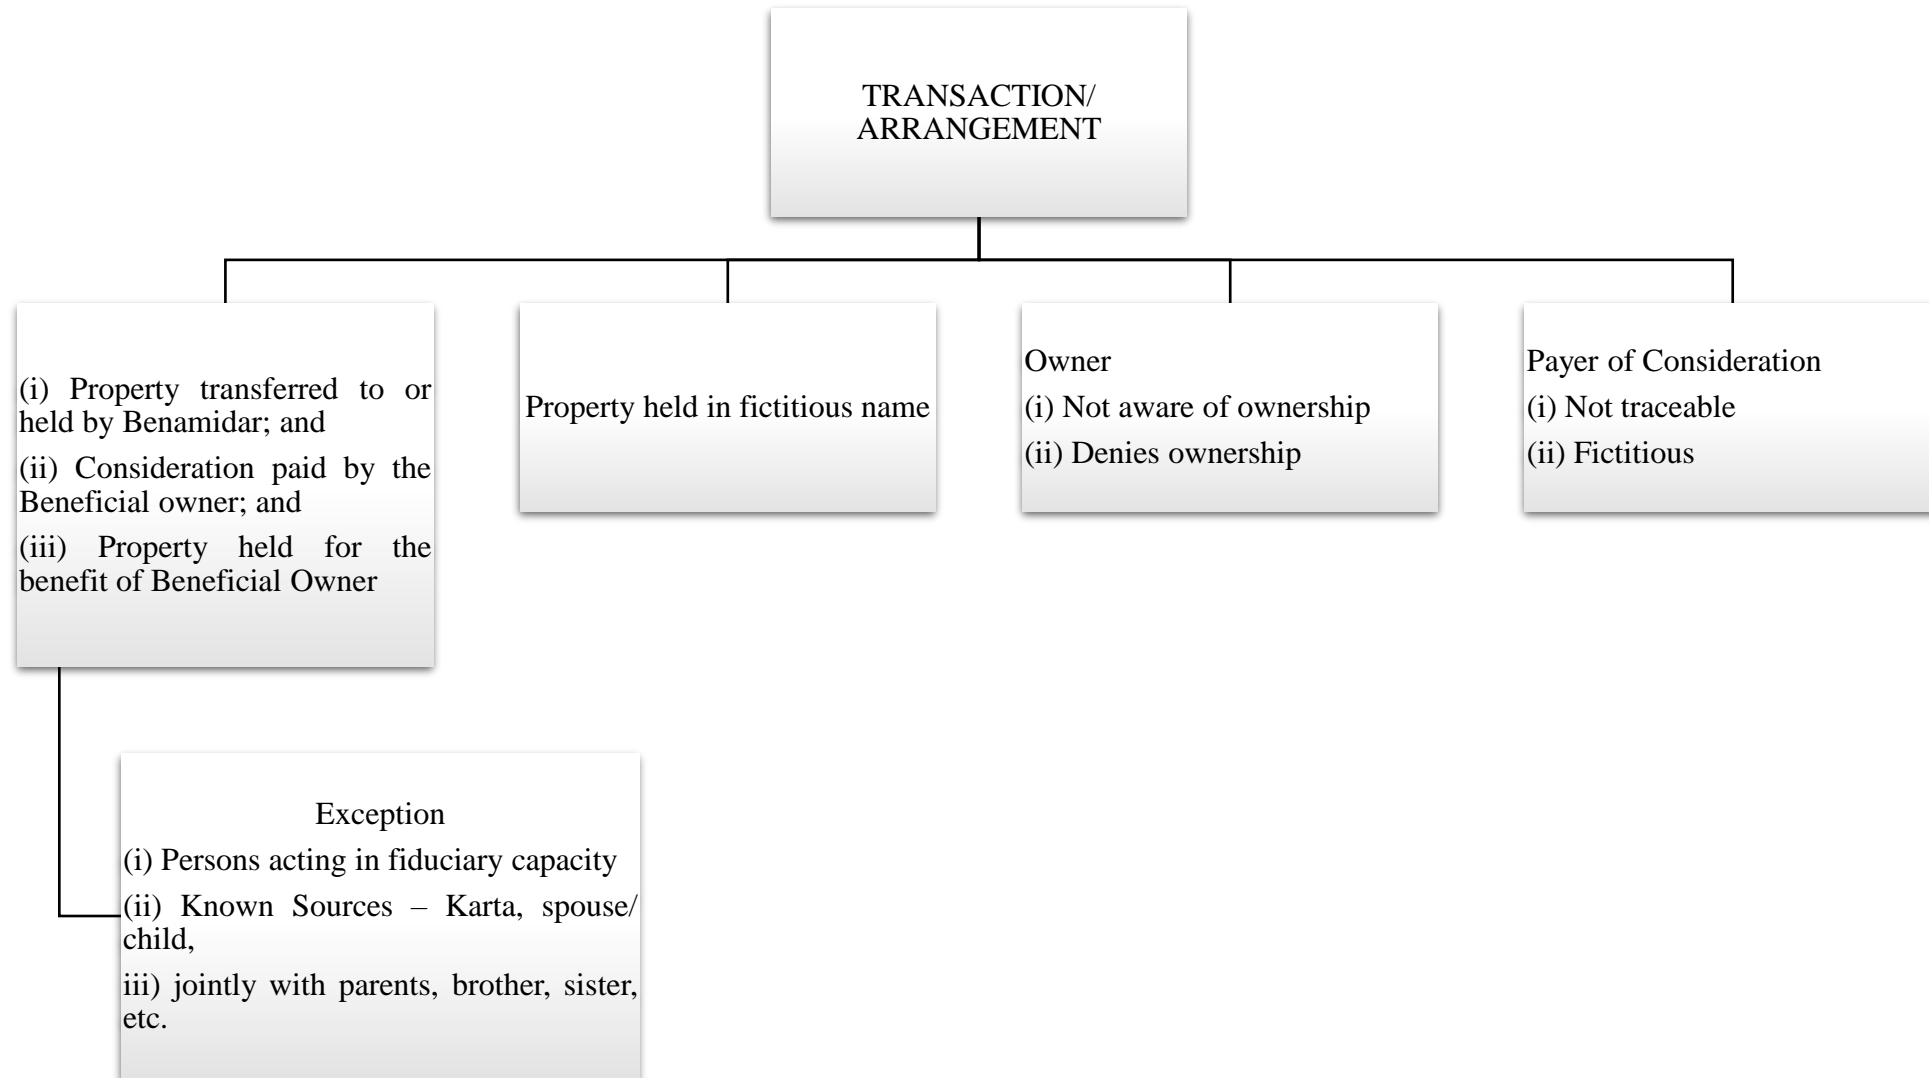 TRANSACTION/
ARRANGEMENT
(i) Property transferred to or
held by Benamidar; and
(ii) Consideration paid by the
Beneficial owner; and
(iii) Property held for the
benefit of Beneficial Owner
Property held in fictitious name
Owner
(i) Not aware of ownership
(ii) Denies ownership
Payer of Consideration
(i) Not traceable
(ii) Fictitious
Exception
(i) Persons acting in fiduciary capacity
(ii) Known Sources – Karta, spouse/
child,
iii) jointly with parents, brother, sister,
etc.